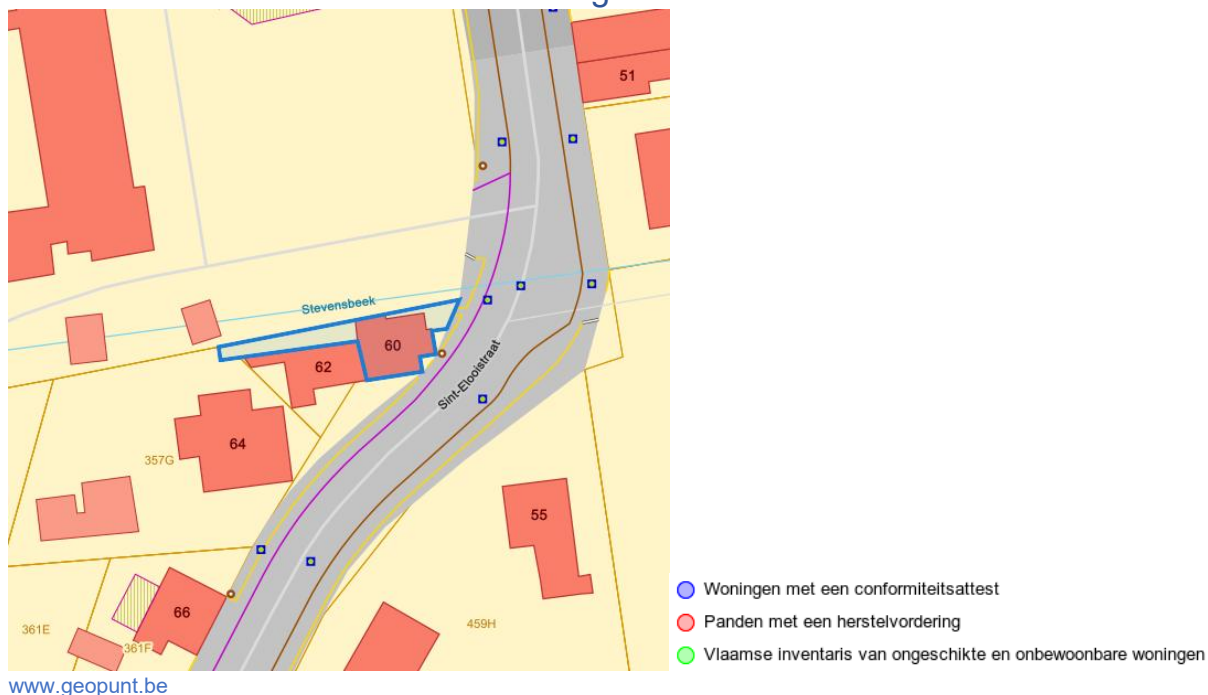 51
Stevensbeek
60
62
Sint-Elooistraat
64
357G
55
66
361E
361F
459H
Woningen met een conformiteitsattest
Panden met een herstelvordering
Vlaamse inventaris van ongeschikte en onbewoonbare woningen
www.geopunt.be